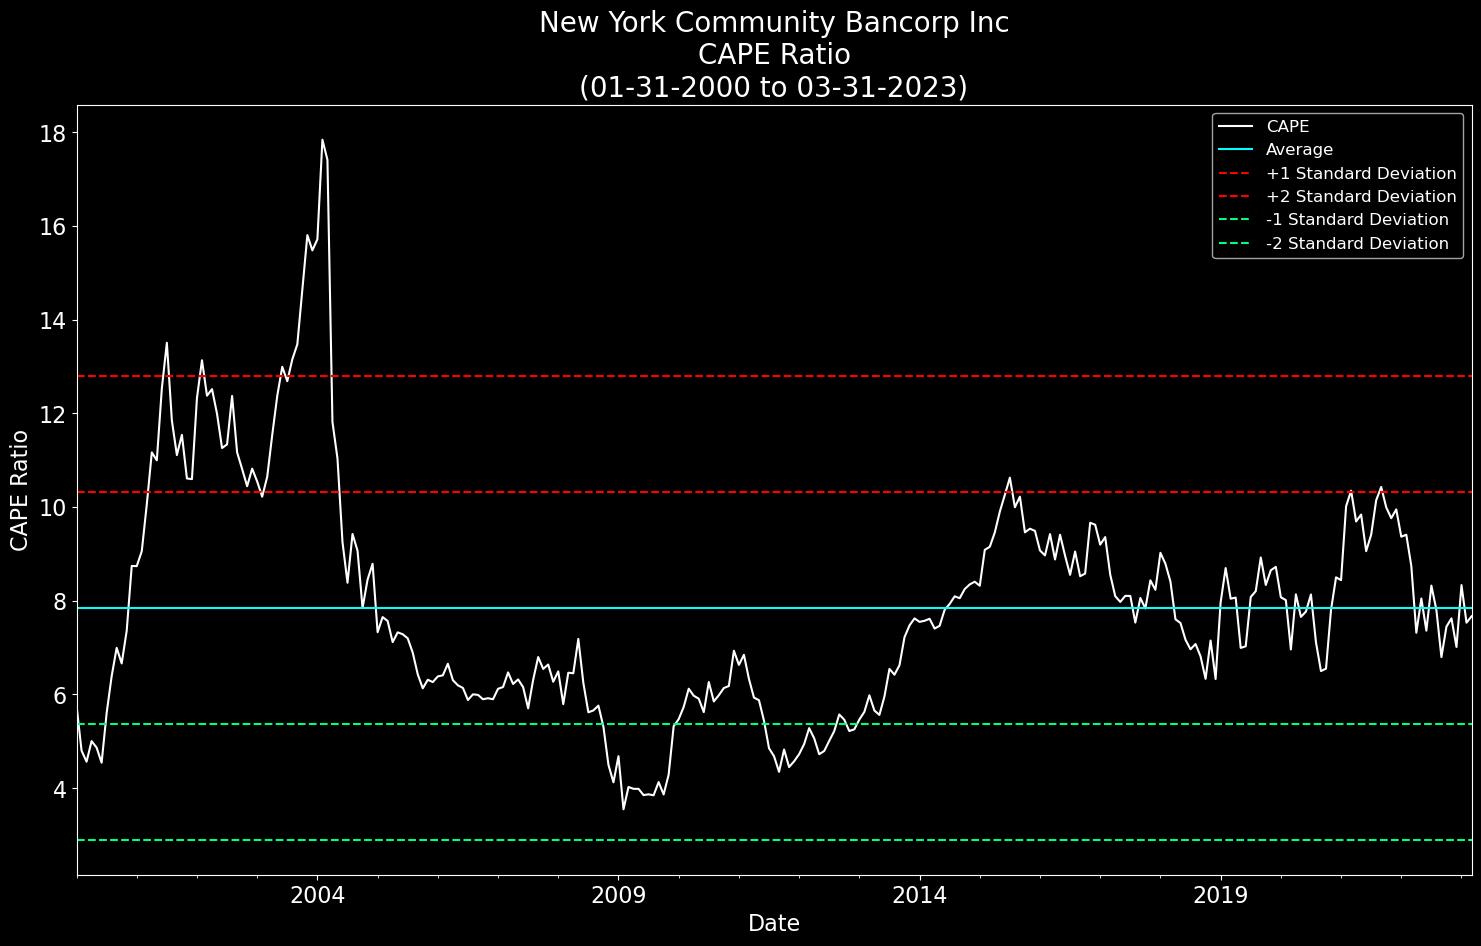 New York Community Bancorp Inc
CAPE Ratio
(01-31-2000 to 03-31-2023)
CAPE
Average
+1 Standard Deviation
+2 Standard Deviation
-1 Standard Deviation
-2 Standard Deviation
CAPE Ratio
18
16
14
12
10
8
6
4
2004
2009
2014
2019
Date